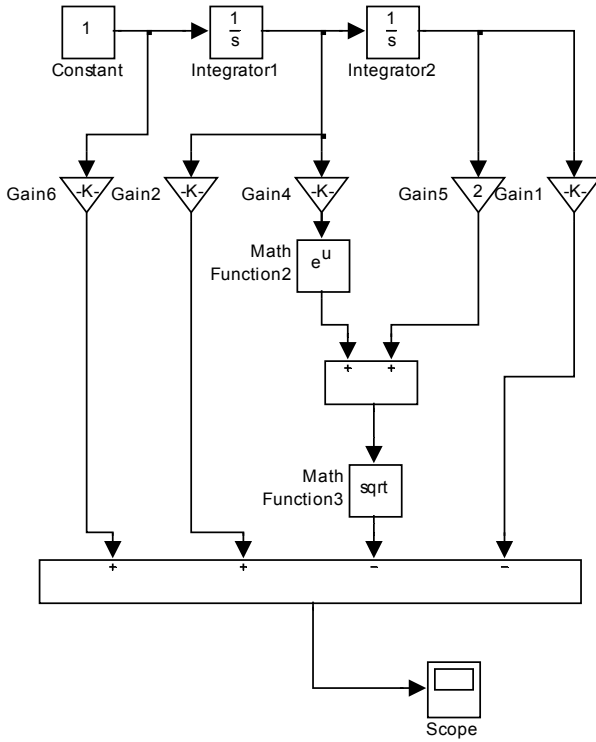 1
1
s
1
s
Constant
Integrator1
Integrator2
Gain6
-K-
Gain2
-K-
Gain4
-K-
Gain5
2
Gain1
-K-
Math
Function2
e^u
+ +
Math
Function3
sqrt
+ + − −
Scope